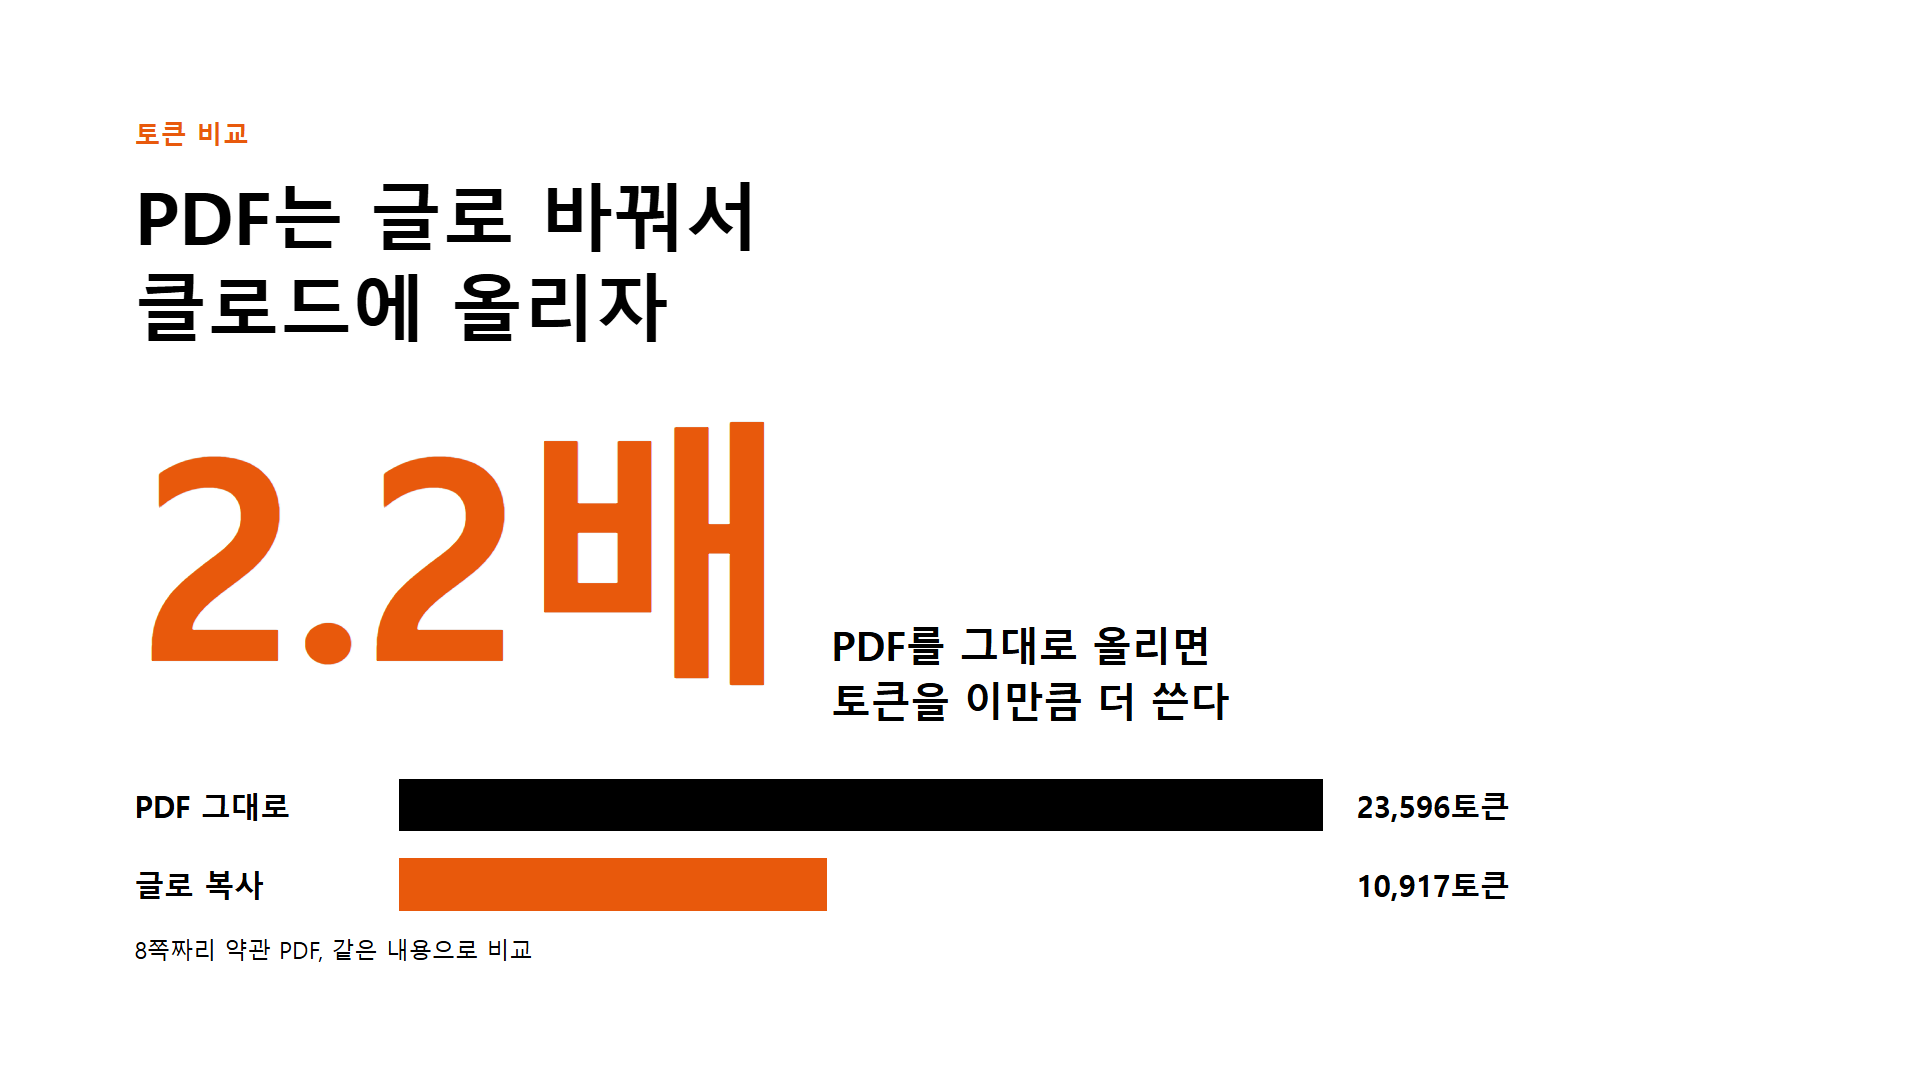 토큰 비교
PDF는 글로 바꿔서
클로드에 올리자
2.2배
PDF를 그대로 올리면
토큰을 이만큼 더 쓴다
PDF 그대로 23,596토큰
글로 복사 10,917토큰
8쪽짜리 약관 PDF, 같은 내용으로 비교